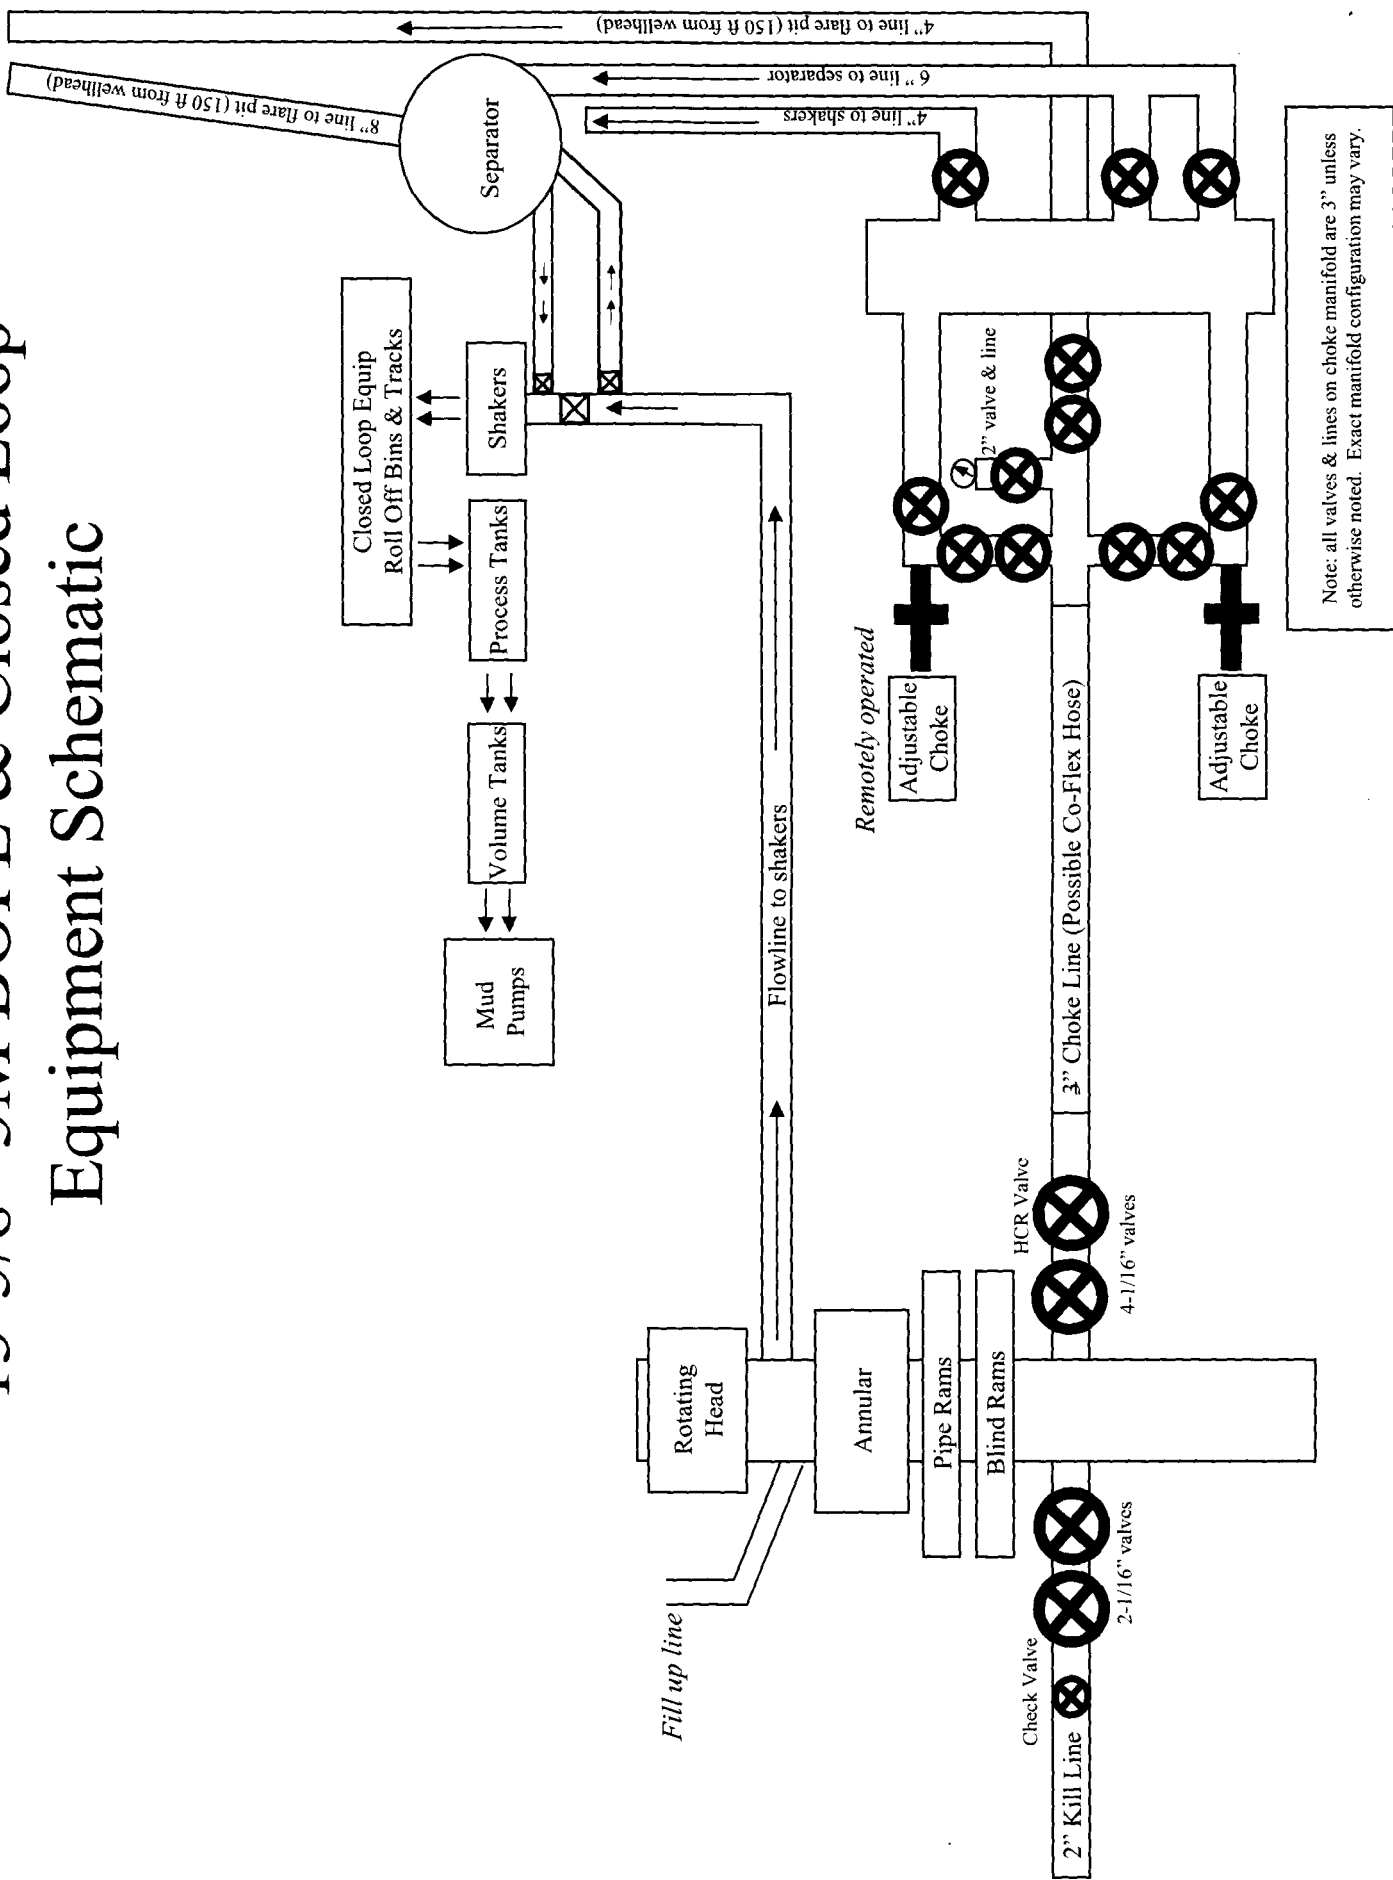 Equipment Schematic
4" line to flare pit (150 ft from wellhead)
8" line to flare pit (150 ft from wellhead)
Separator
6" line to separator
4" line to shakers
Closed Loop Equip
Roll Off Bins & Tracks
Shakers
Process Tanks
Volume Tanks
Mud
Pumps
Flowline to shakers
Rotating
Head
Fill up line
Annular
Pipe Rams
Blind Rams
Check Valve
2" Kill Line
2-1/16" valves
HCR Valve
4-1/16" valves
3" Choke Line (Possible Co-Flex Hose)
Remotely operated
Adjustable
Choke
Adjustable
Choke
2" valve & line
Note: all valves & lines on choke manifold are 3" unless
otherwise noted. Exact manifold configuration may vary.